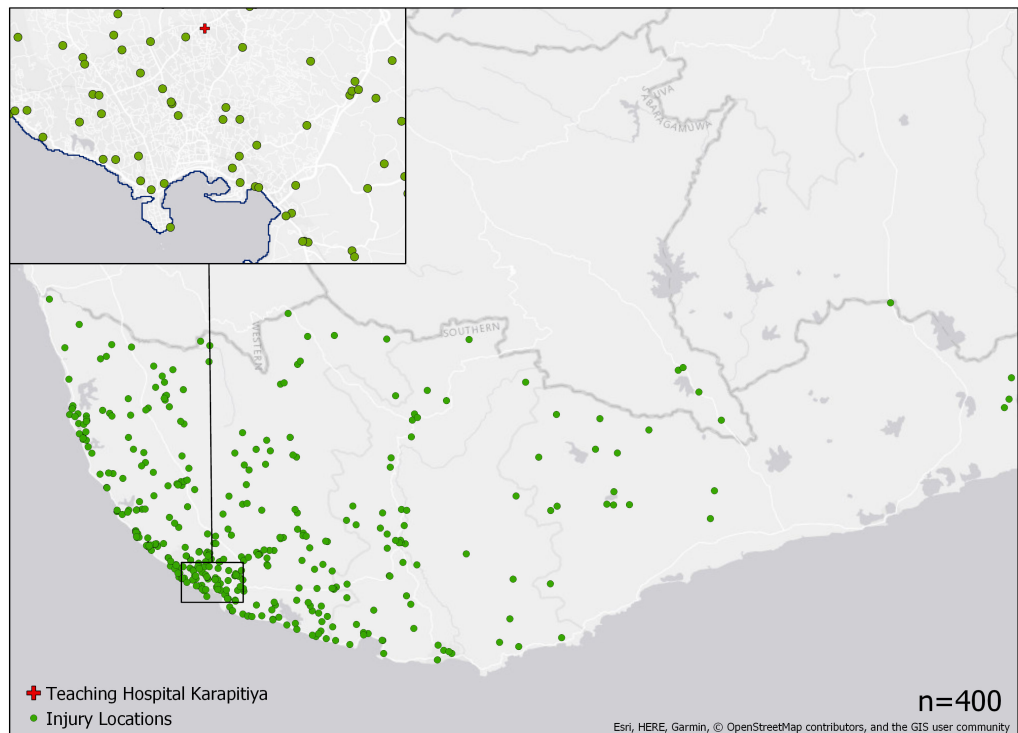 UVA
SABARAGAMUWA
WESTERN
SOUTHERN
Teaching Hospital Karapitiya
Injury Locations
n=400
Esri, HERE, Garmin, © OpenStreetMap contributors, and the GIS user community